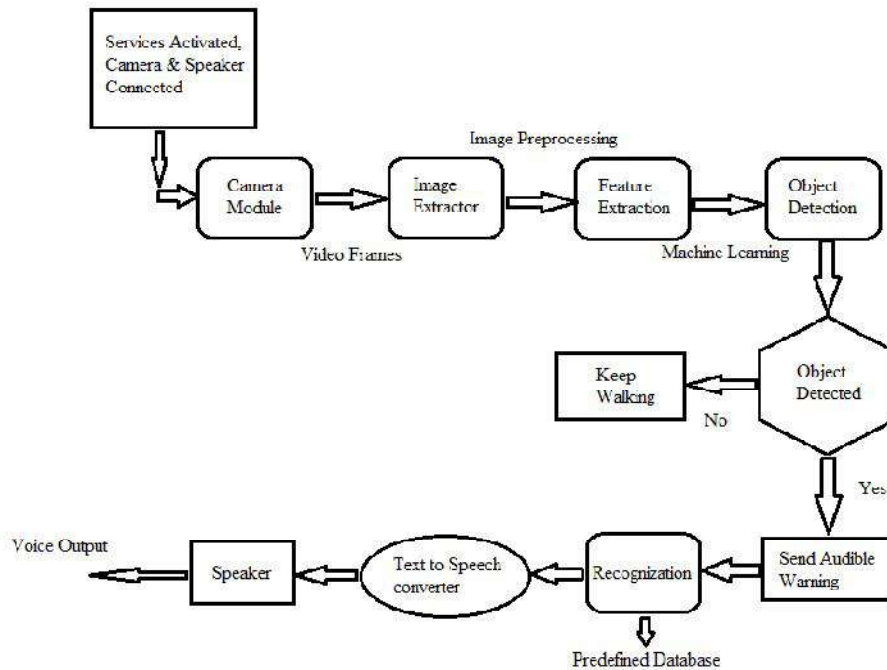 Services Activated,
Camera & Speaker
Connected
Image Preprocessing
Camera
Module
Image
Extractor
Feature
Extraction
Object
Detection
Video Frames
Machine Learning
Keep
Walking
Object
Detected
No
Yes
Voice Output
Speaker
Text to Speech
converter
Recognization
Send Audible
Warning
Predefined Database